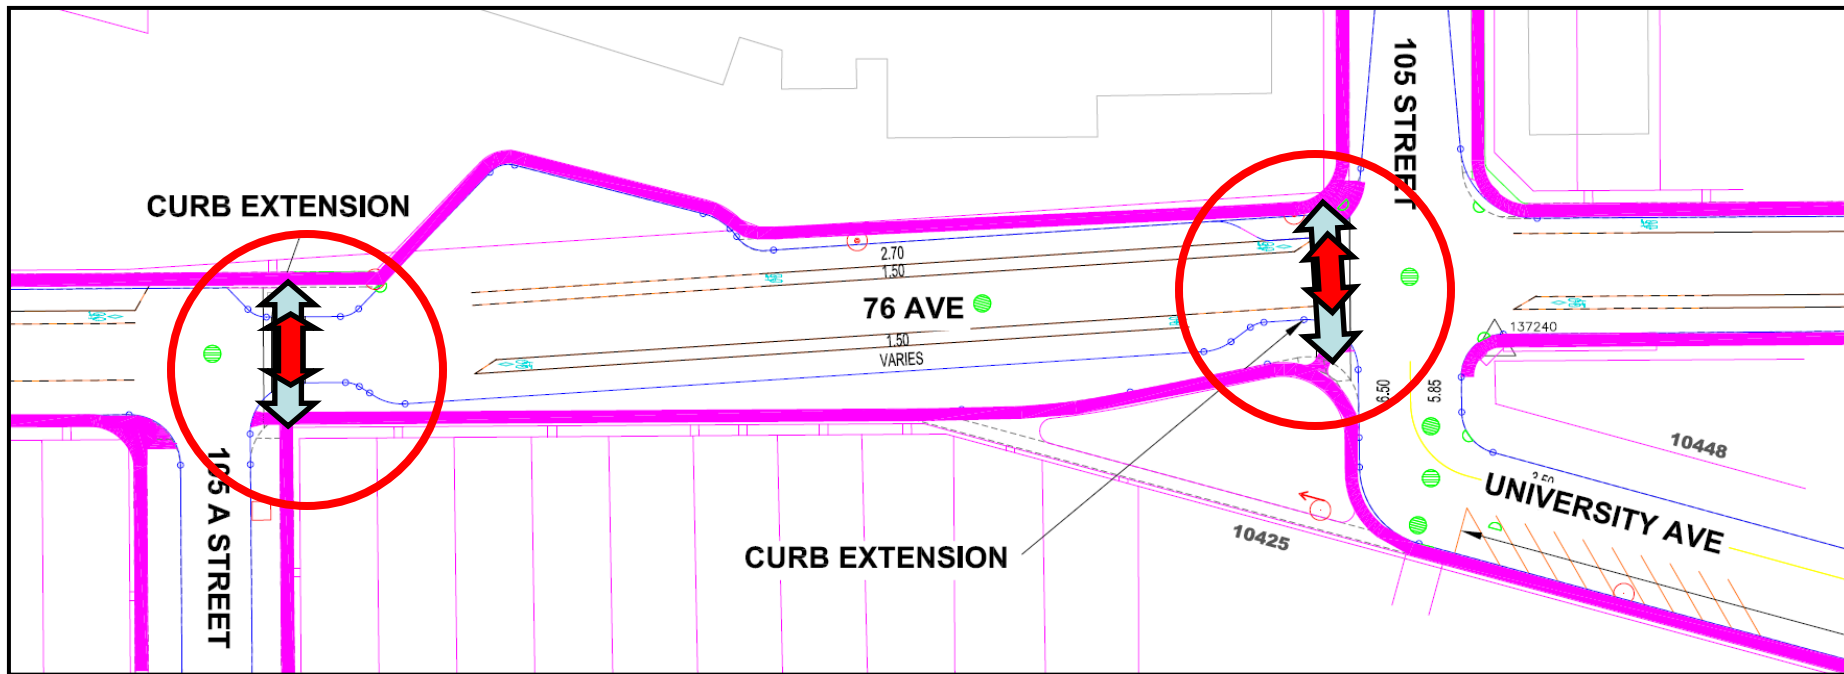 105 STREET
CURB EXTENSION
2.70
1.50
76 AVE
1.50
VARIES
137240
6.50
5.85
10448
105 A STREET
UNIVERSITY AVE
10425
CURB EXTENSION